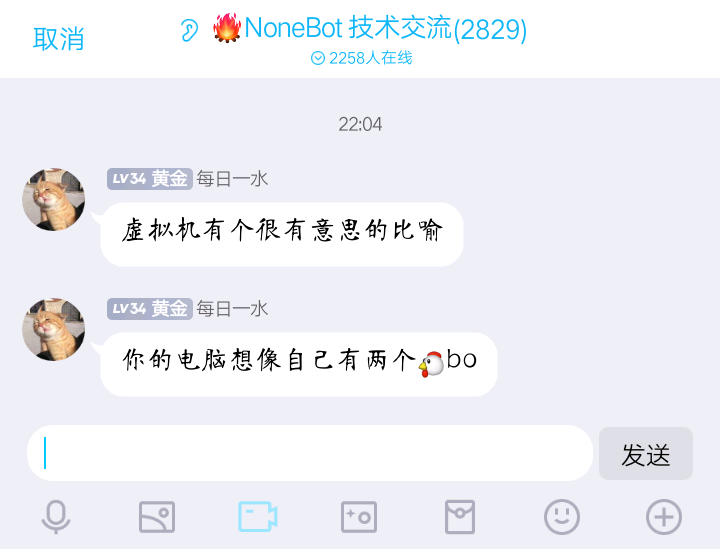 取消
🔥NoneBot 技术交流(2829)
2258人在线
22:04
LV34 黄金 每日一水
虚拟机有个很有意思的比喻
LV34 黄金 每日一水
你的电脑想像自己有两个🐔bo
发送